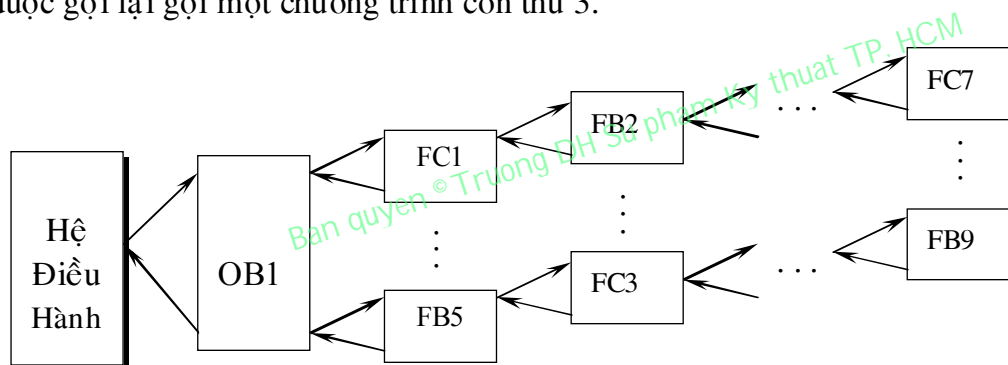 được gọi lại gọi một chương trình con thứ 3.
FC7
FB2
. . .
FC1
Hệ
Điều
Hành
OB1
FB9
FC3
. . .
FB5
Ban quyen © Truong DH Su pham Ky thuat TP. HCM